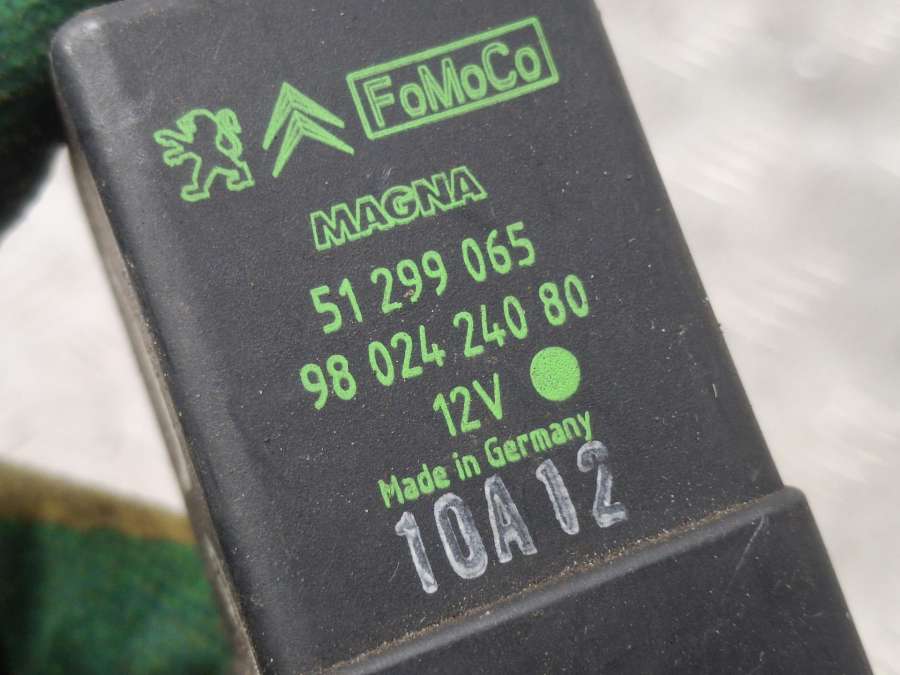 FoMoCo
MAGNA
51 299 065
98 024 240 80
12V
Made in Germany
10A12